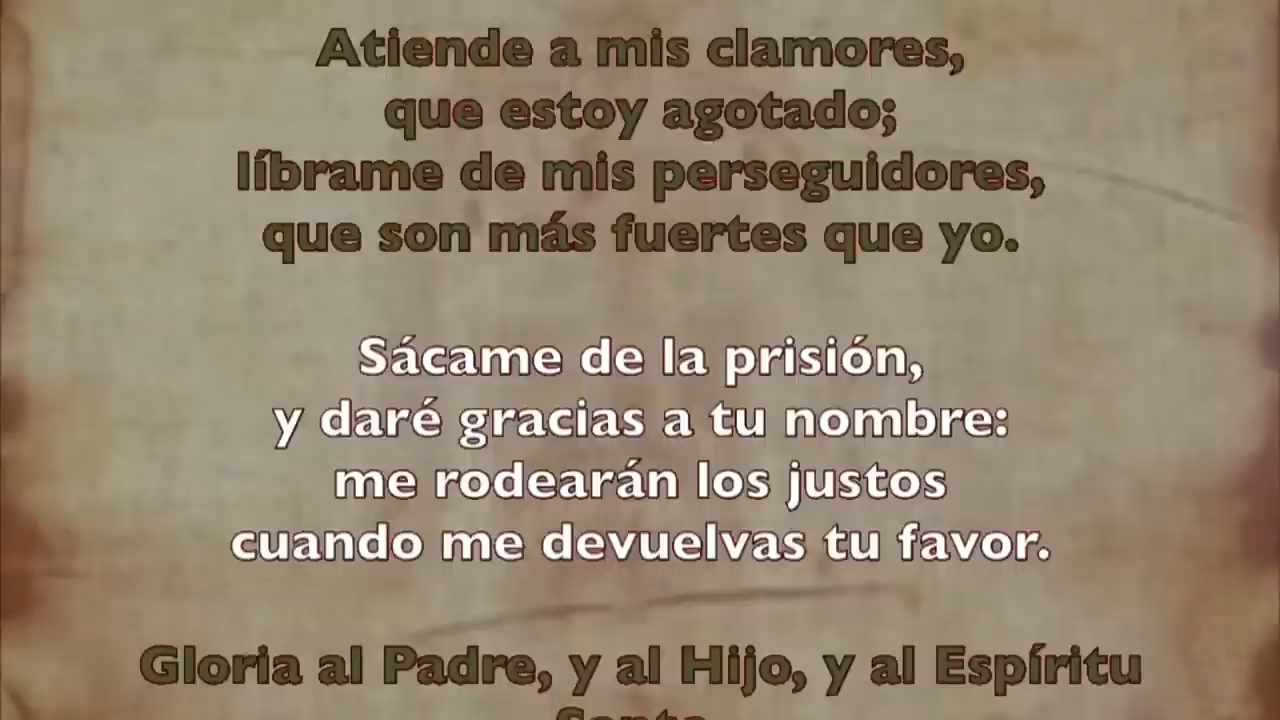 Atiende a mis clamores,
que estoy agotado;
líbrame de mis perseguidores,
que son más fuertes que yo.
Sácame de la prisión,
y daré gracias a tu nombre:
me rodearán los justos
cuando me devuelvas tu favor.
Gloria al Padre, y al Hijo, y al Espíritu